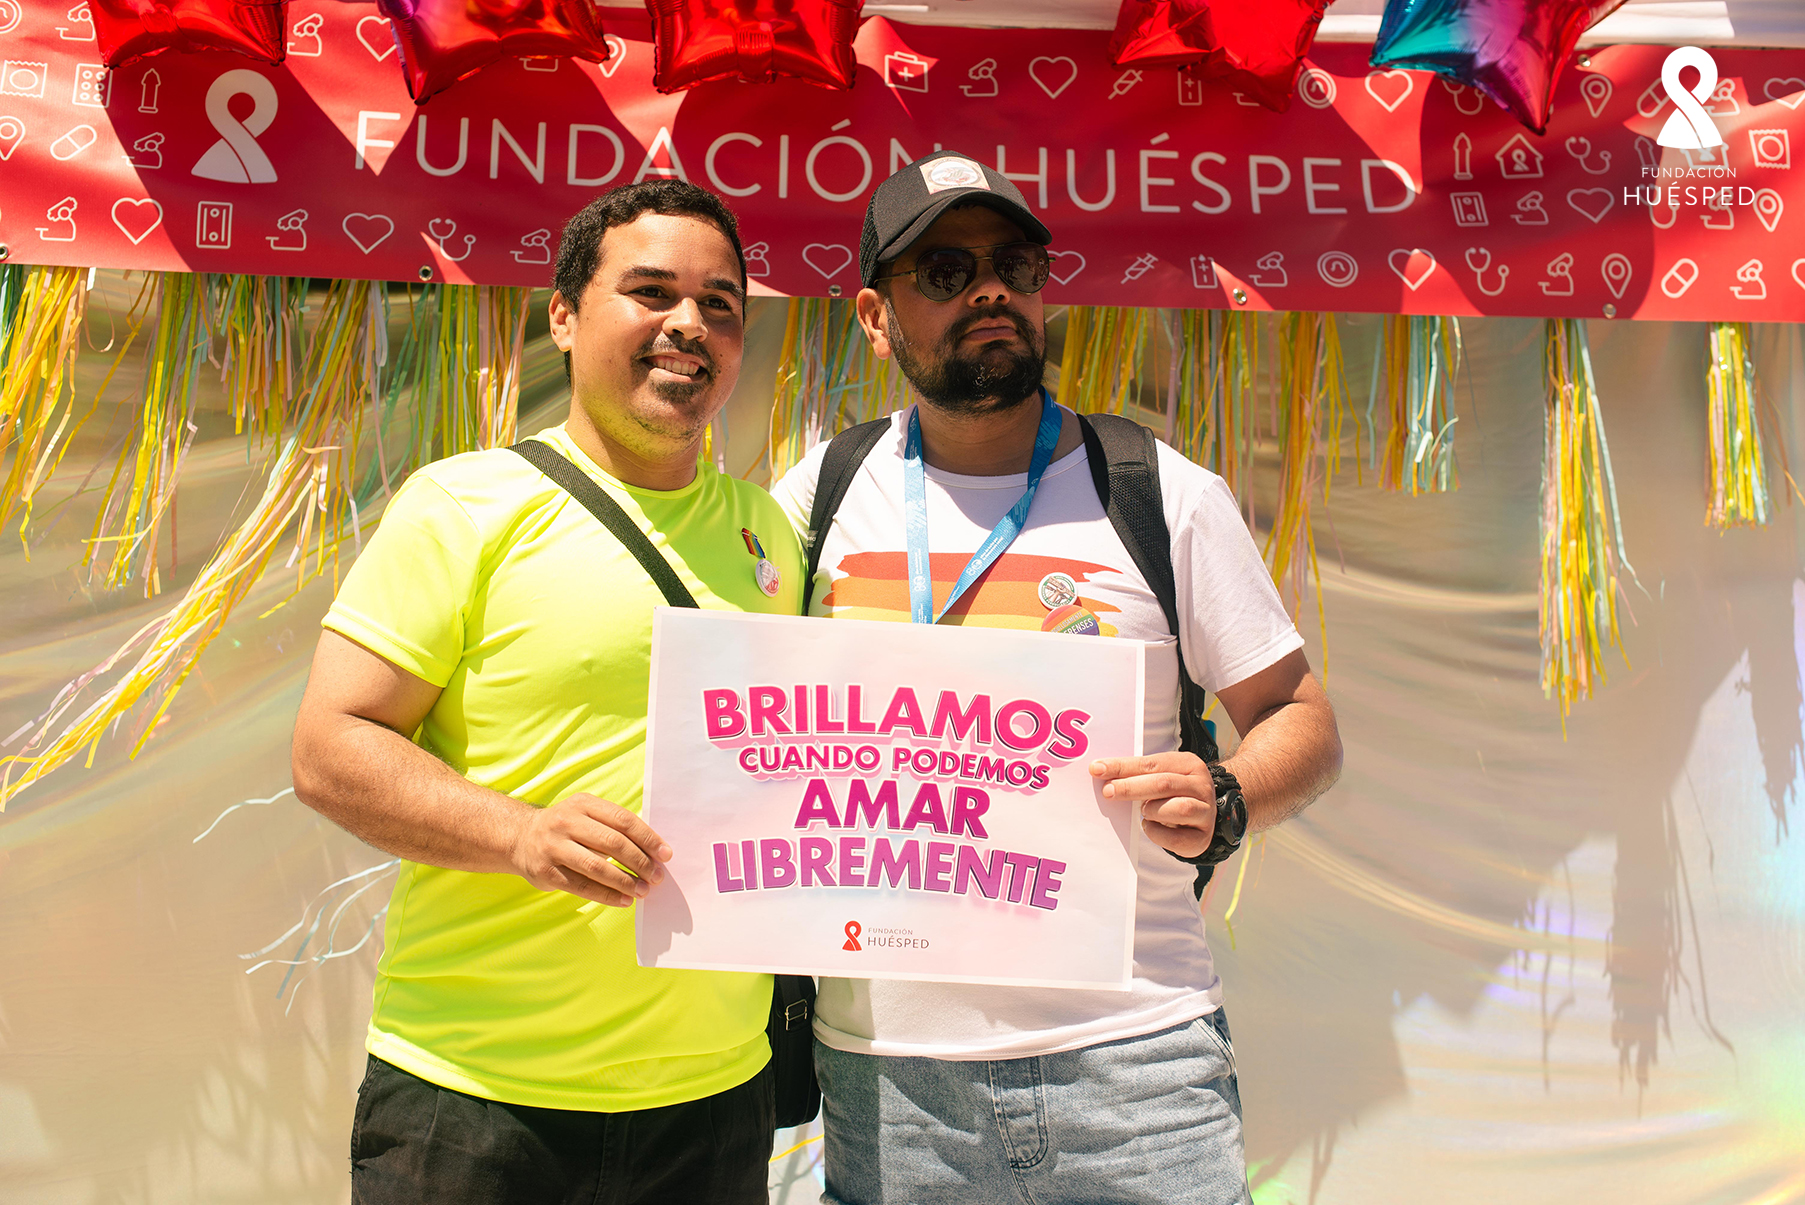 FUNDACIÓN HUÉSPED
FUNDACIÓN
HUÉSPED
BRILLAMOS
CUANDO PODEMOS
AMAR
LIBREMENTE
FUNDACIÓN
HUÉSPED